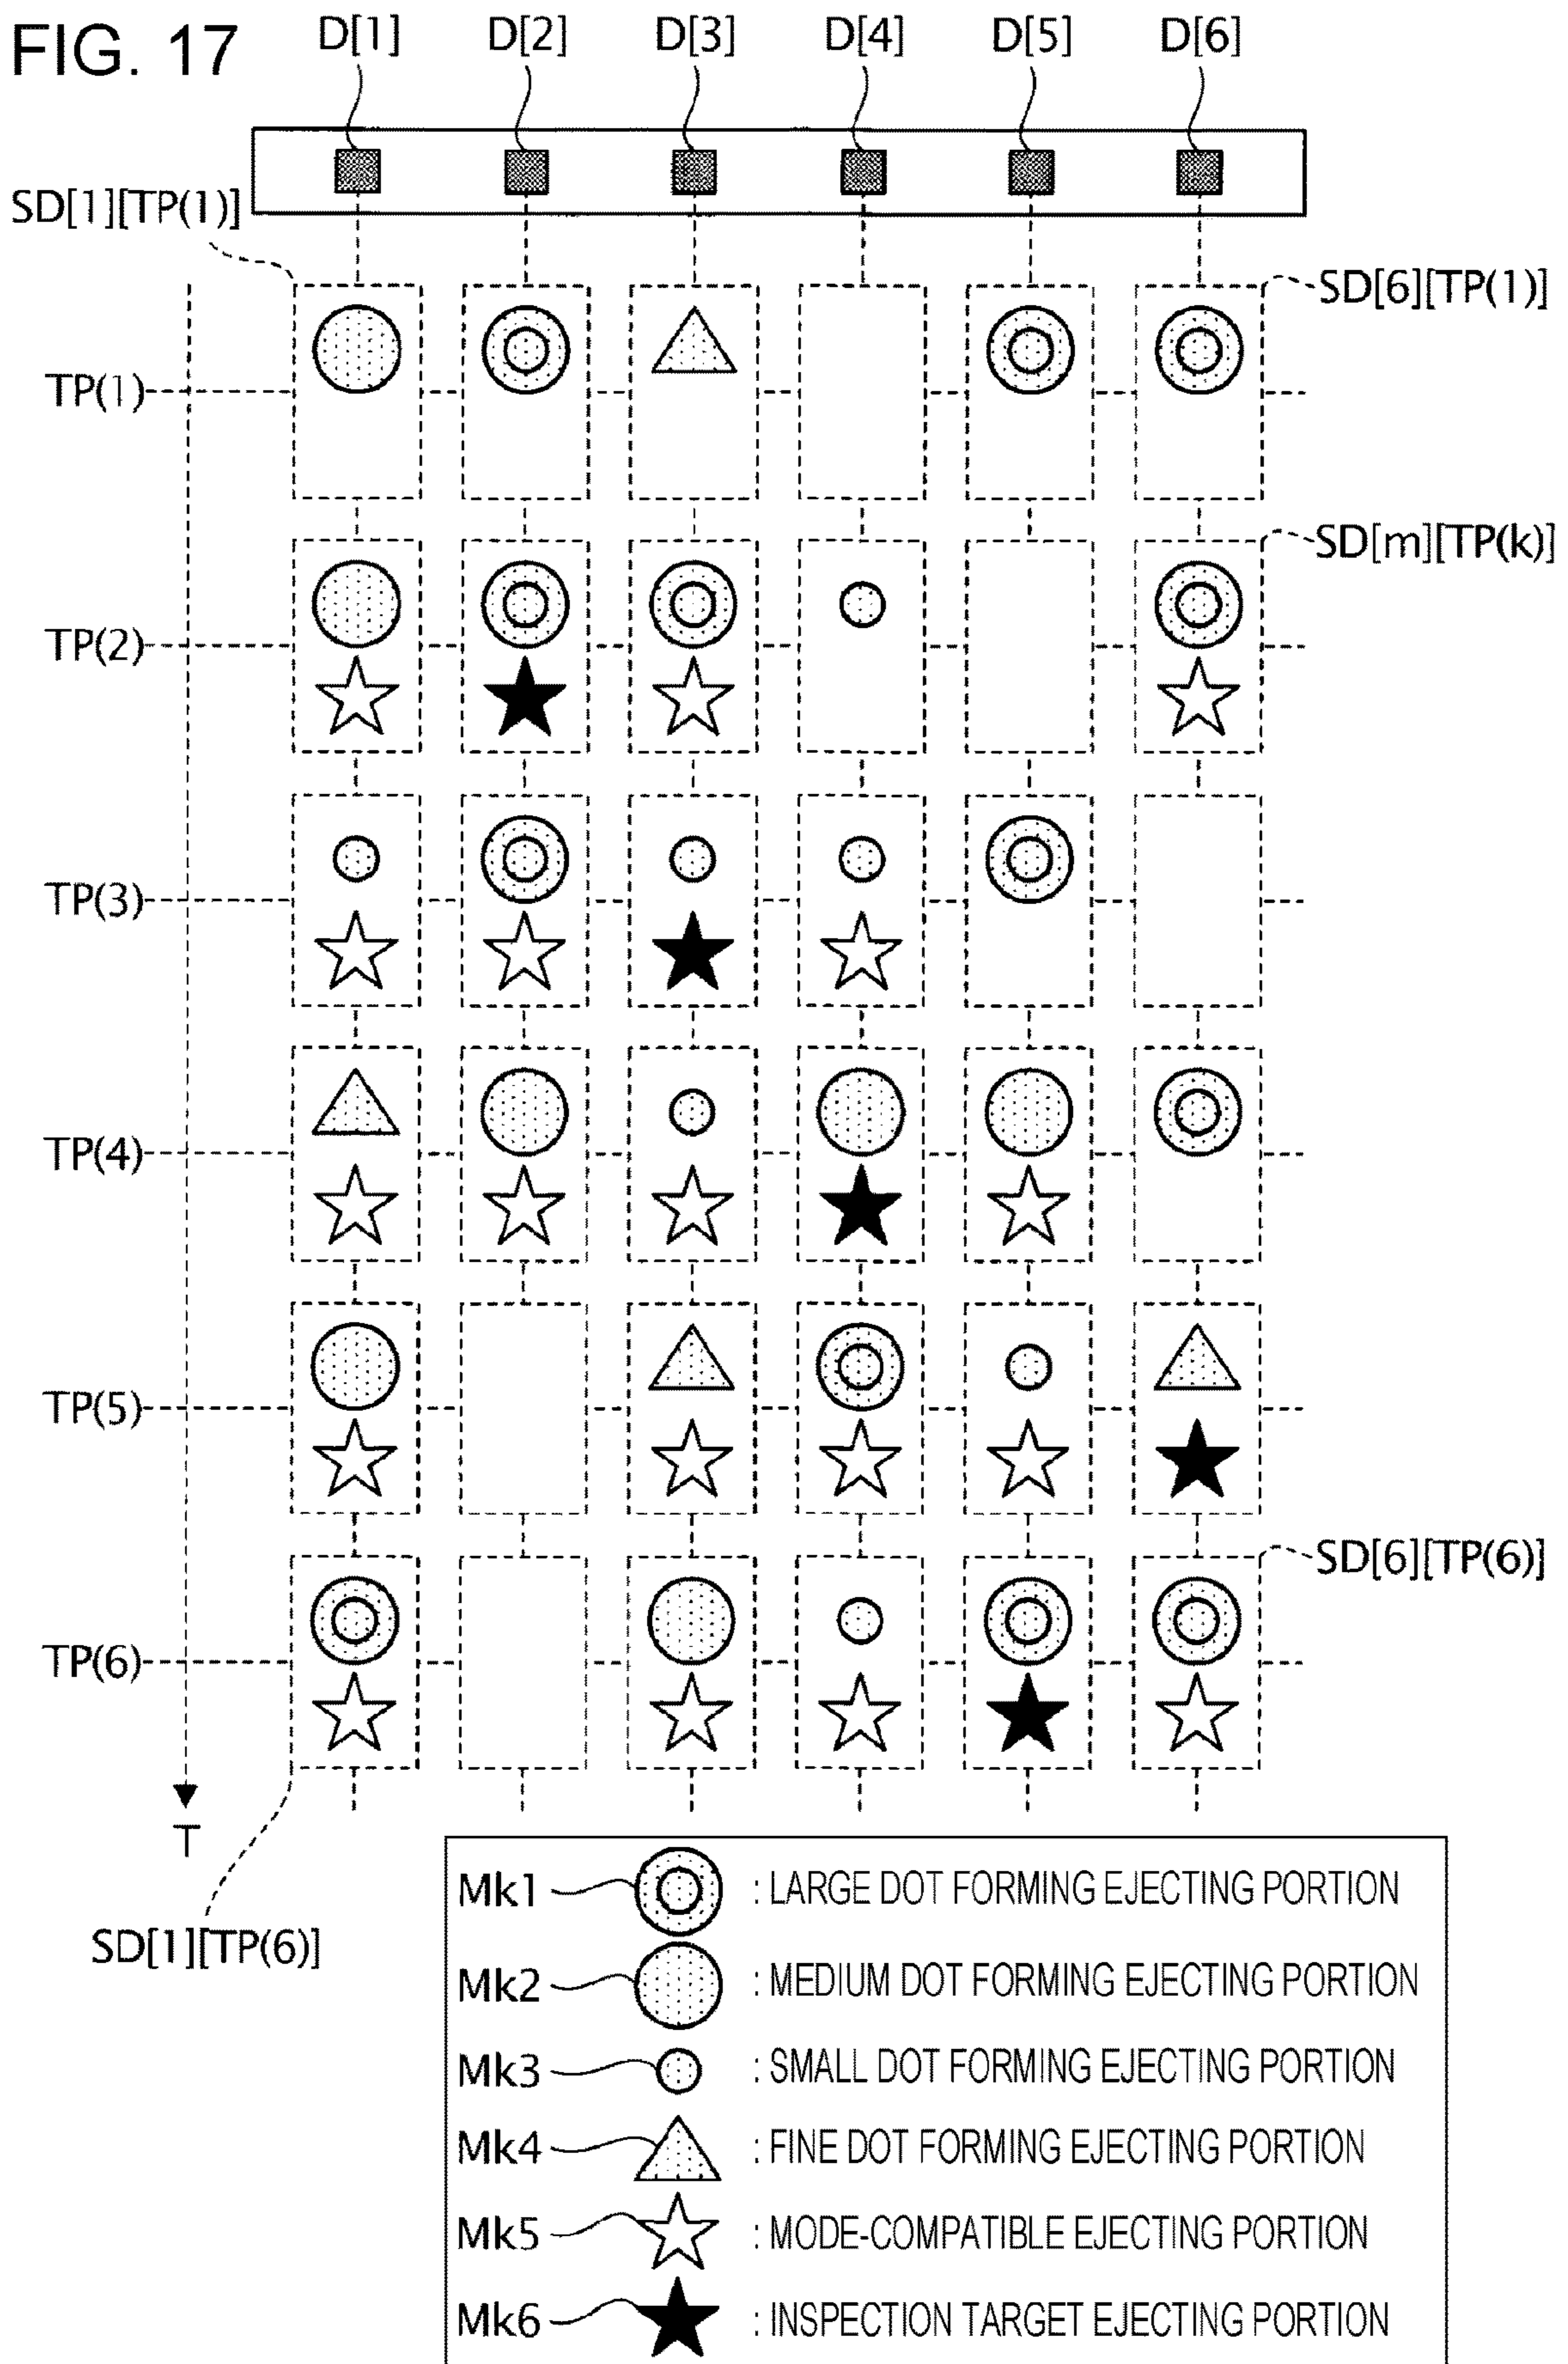 FIG. 17
D[1] D[2] D[3] D[4] D[5] D[6]
SD[1][TP(1)]
SD[6][TP(1)]
TP(1)
SD[m][TP(k)]
TP(2)
TP(3)
TP(4)
TP(5)
SD[6][TP(6)]
TP(6)
T
SD[1][TP(6)]
Mk1 : LARGE DOT FORMING EJECTING PORTION
Mk2 : MEDIUM DOT FORMING EJECTING PORTION
Mk3 : SMALL DOT FORMING EJECTING PORTION
Mk4 : FINE DOT FORMING EJECTING PORTION
Mk5 : MODE-COMPATIBLE EJECTING PORTION
Mk6 : INSPECTION TARGET EJECTING PORTION